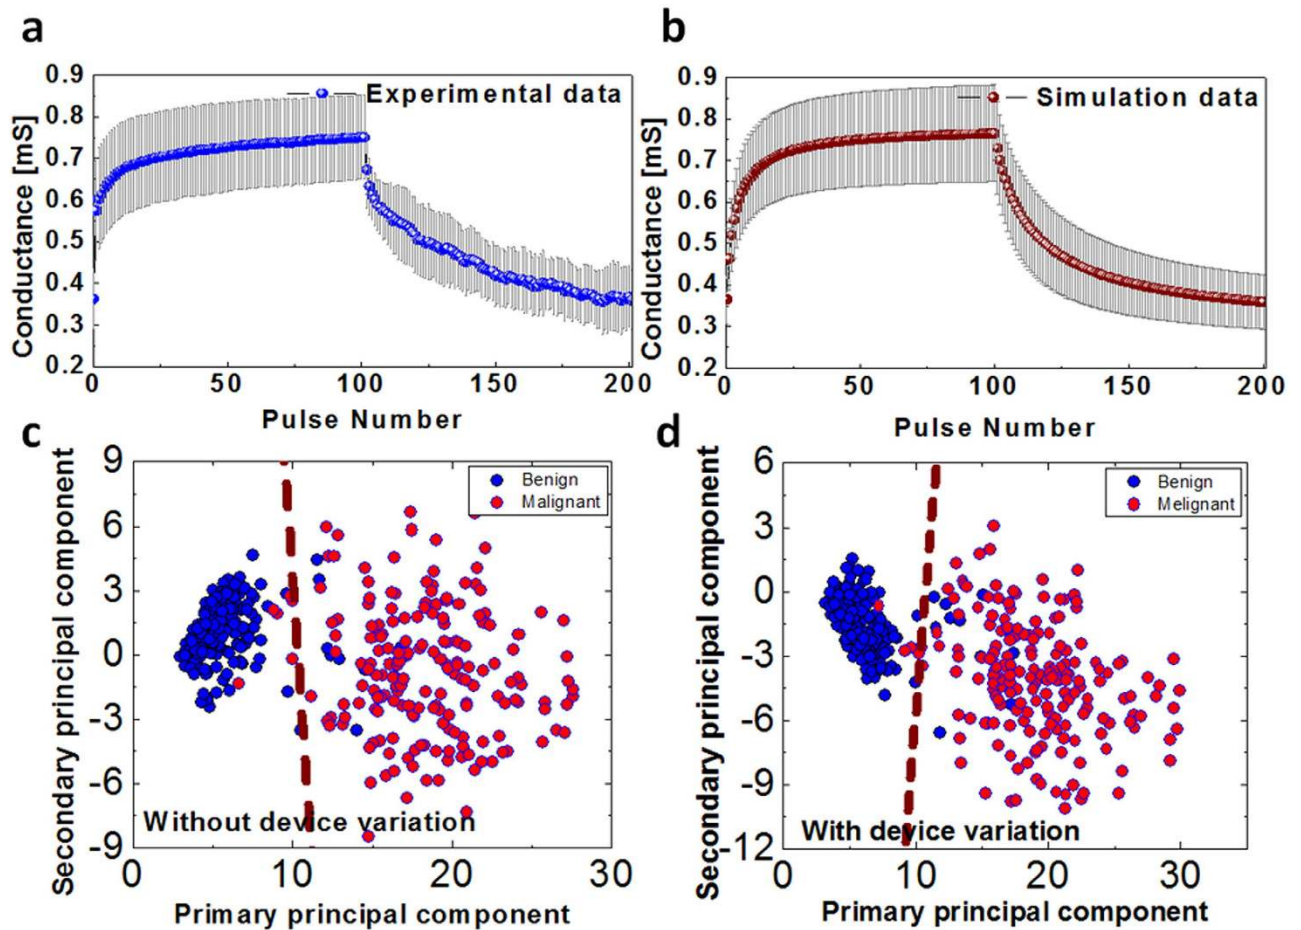 a
Experimental data
Conductance [mS]
0.9
0.8
0.7
0.6
0.5
0.4
0.3
0.2
0
50
100
150
200
Pulse Number
b
Simulation data
Conductance [mS]
0.9
0.8
0.7
0.6
0.5
0.4
0.3
0.2
0
50
100
150
200
Pulse Number
c
Benign
Malignant
Secondary principal component
9
6
3
0
-3
-6
-9
Without device variation
0
10
20
30
Primary principal component
d
Benign
Melignant
Secondary principal component
6
3
0
-3
-6
-9
-12
With device variation
0
10
20
30
Primary principal component